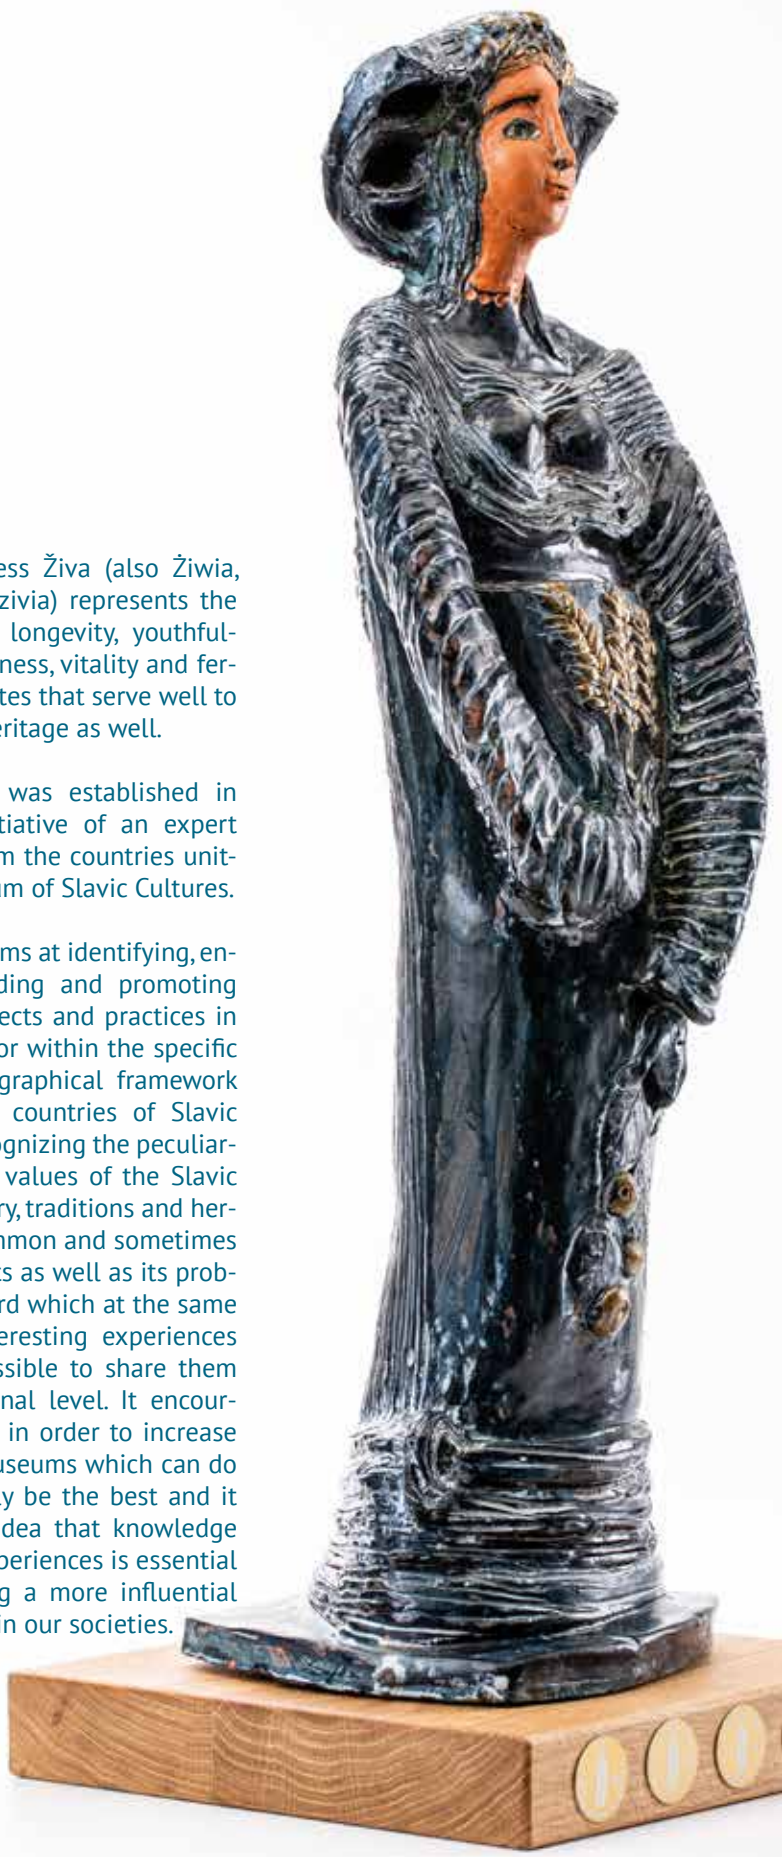 ess Živa (also Żiwia,
zivia) represents the
longevity, youthful-
ness, vitality and fer-
tes that serve well to
eritage as well.
was established in
tiative of an expert
m the countries unit-
um of Slavic Cultures.
ms at identifying, en-
ding and promoting
ects and practices in
or within the specific
graphical framework
countries of Slavic
ognizing the peculiar-
values of the Slavic
ry, traditions and her-
mmon and sometimes
ts as well as its prob-
rd which at the same
eresting experiences
ssible to share them
nal level. It encour-
in order to increase
useums which can do
ly be the best and it
dea that knowledge
periences is essential
g a more influential
in our societies.